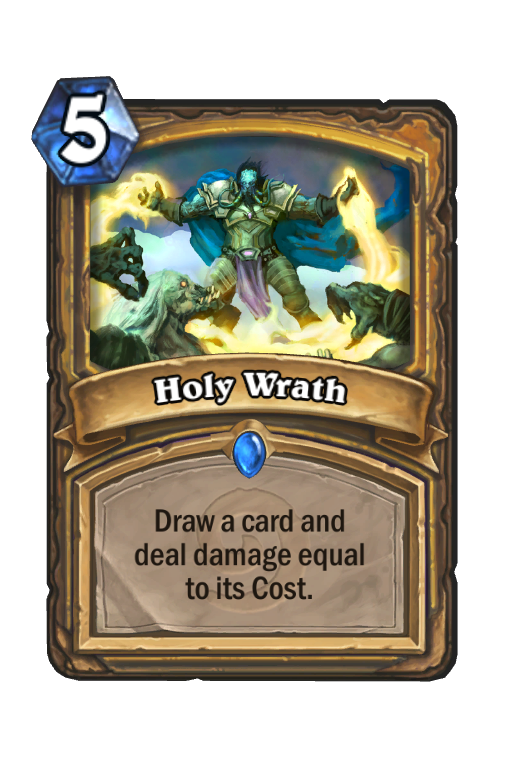 5
Holy Wrath
Draw a card and
deal damage equal
to its Cost.